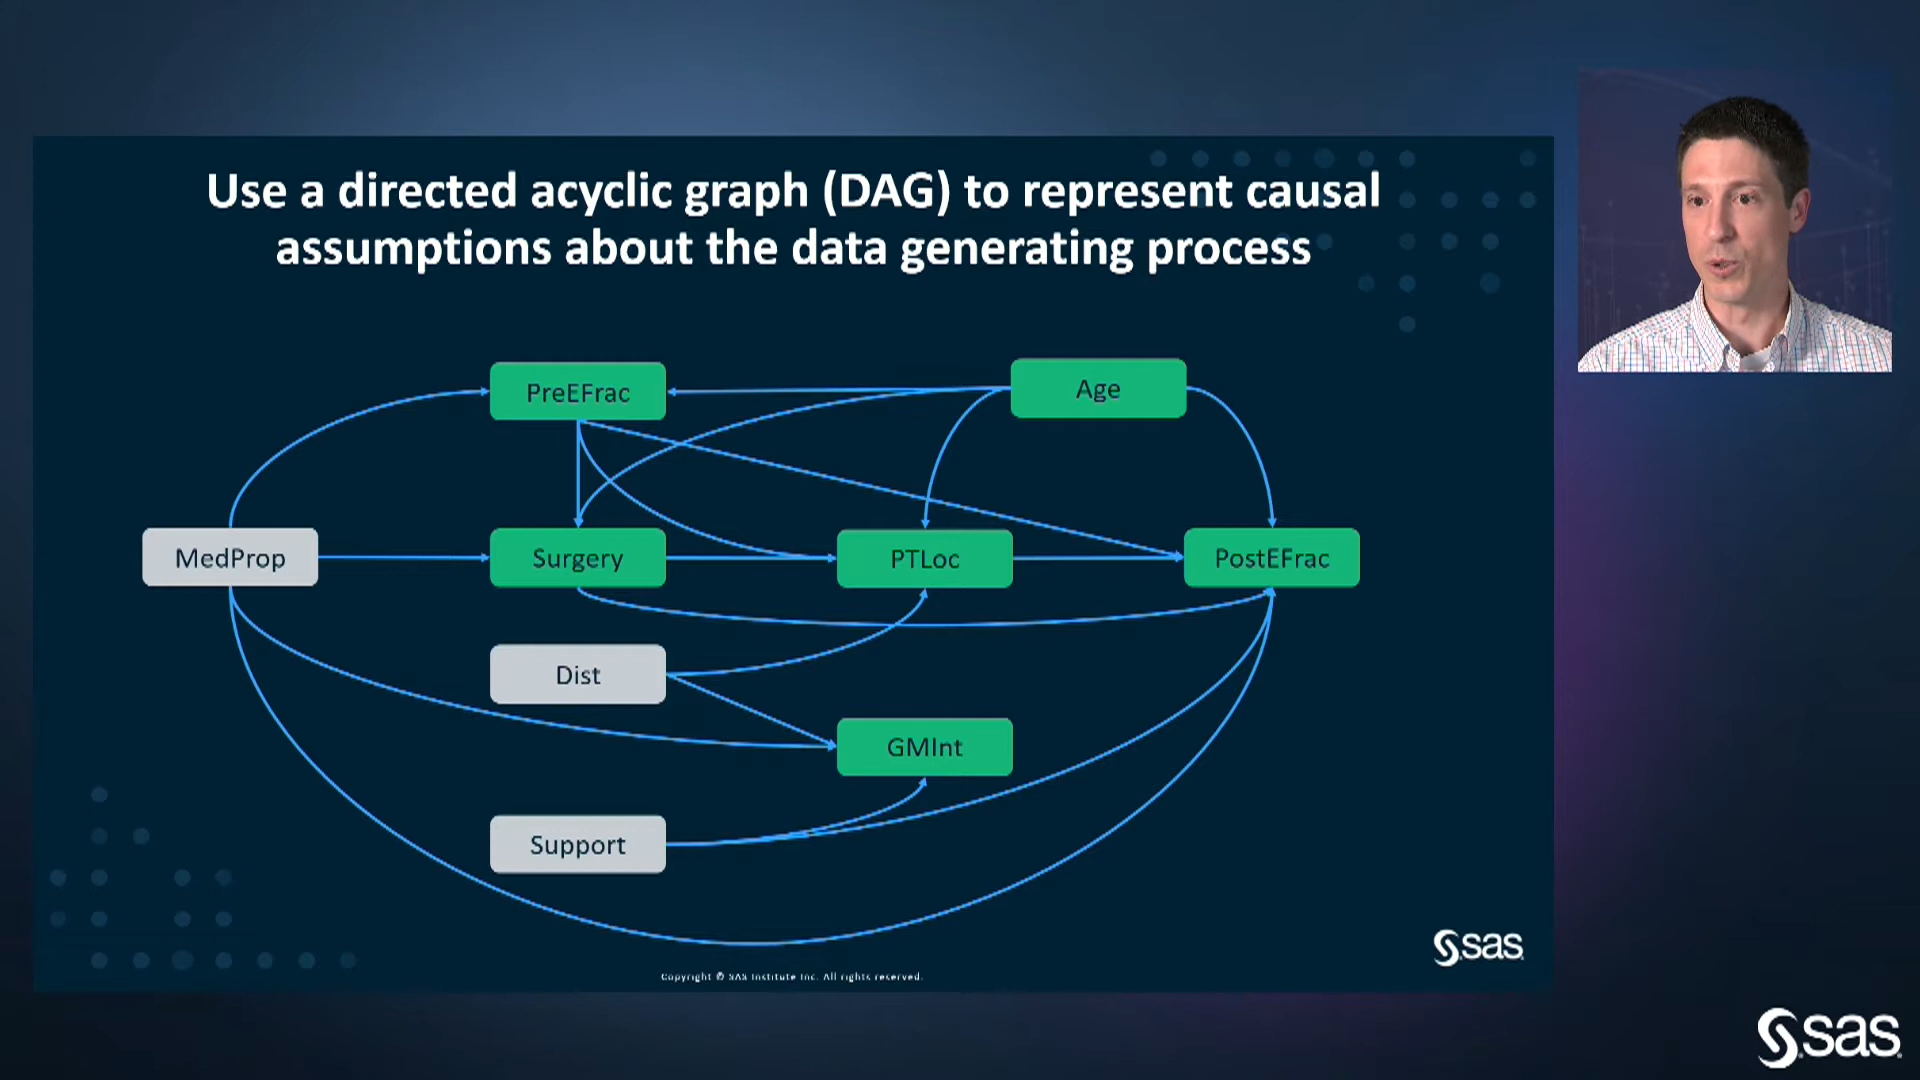 Use a directed acyclic graph (DAG) to represent causal
assumptions about the data generating process
PreEFrac
Age
MedProp
Surgery
PTLoc
PostEFrac
Dist
GMInt
Support
sas
Copyright © SAS Institute Inc. All rights reserved.
sas